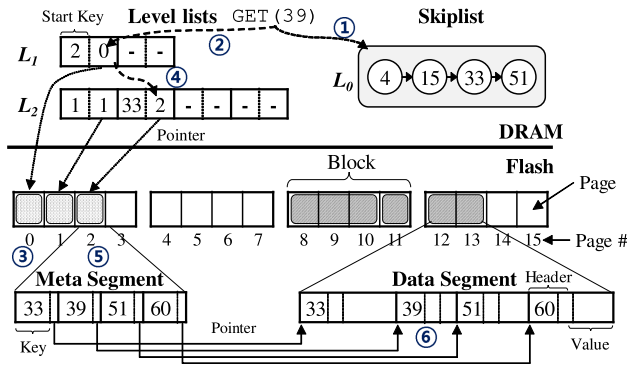 Start Key
Level lists GET(39) Skiplist
① ②
L1 2 0 - -
④
L0 4 15 33 51
L2 1 1 33 2 - - - -
Pointer
DRAM
Block Flash
Page
0 1 2 3 4 5 6 7 8 9 10 11 12 13 14 15 Page #
③ ⑤
Meta Segment Data Segment Header
33 39 51 60 33 39 51 60
⑥
Key Pointer Value